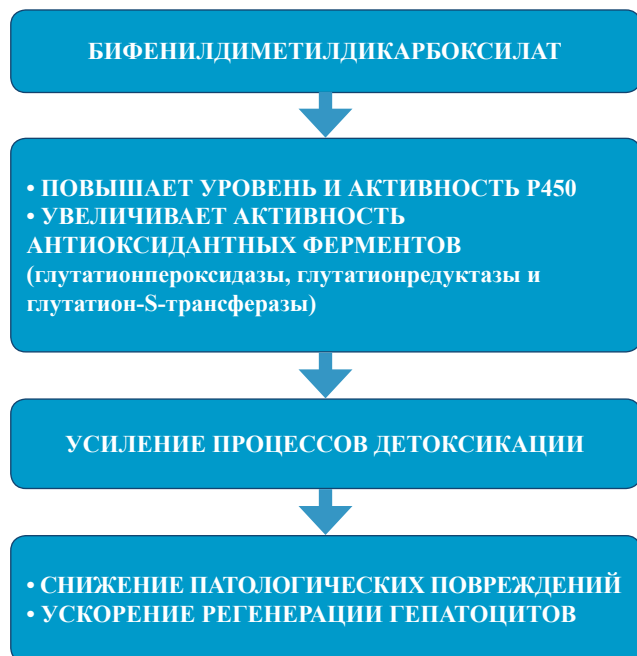 БИФЕНИЛДИМЕТИЛДИКАРБОКСИЛАТ
• ПОВЫШАЕТ УРОВЕНЬ И АКТИВНОСТЬ P450
• УВЕЛИЧИВАЕТ АКТИВНОСТЬ
АНТИОКСИДАНТНЫХ ФЕРМЕНТОВ
(глутатионпероксидазы, глутатионредуктазы и
глутатион-S-трансферазы)
УСИЛЕНИЕ ПРОЦЕССОВ ДЕТОКСИКАЦИИ
• СНИЖЕНИЕ ПАТОЛОГИЧЕСКИХ ПОВРЕЖДЕНИЙ
• УСКОРЕНИЕ РЕГЕНЕРАЦИИ ГЕПАТОЦИТОВ